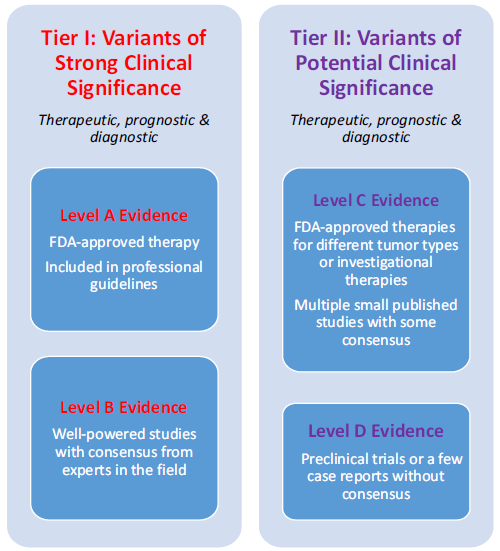 Tier I: Variants of
Strong Clinical
Significance
Therapeutic, prognostic &
diagnostic
Level A Evidence
FDA-approved therapy
Included in professional
guidelines
Level B Evidence
Well-powered studies
with consensus from
experts in the field
Tier II: Variants of
Potential Clinical
Significance
Therapeutic, prognostic &
diagnostic
Level C Evidence
FDA-approved therapies
for different tumor types
or investigational
therapies
Multiple small published
studies with some
consensus
Level D Evidence
Preclinical trials or a few
case reports without
consensus